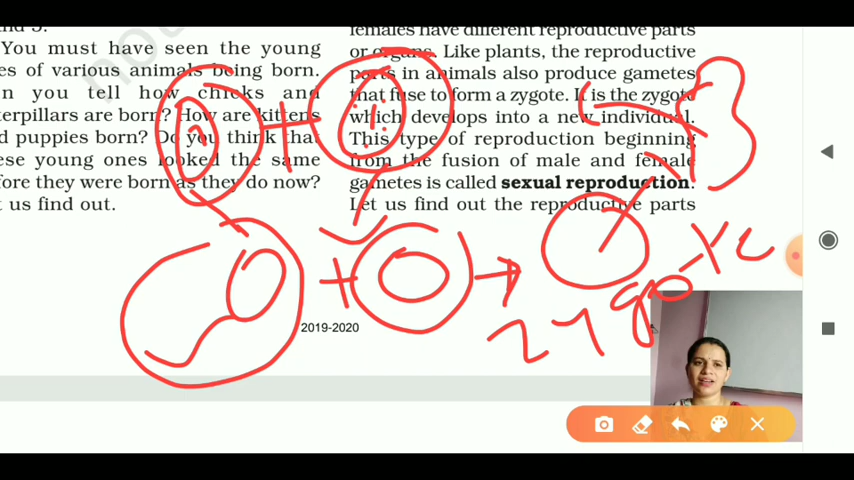 You must have seen the young
es of various animals being born.
n you tell how chicks and
terpillars are born? How are kittens
d puppies born? Do you think that
ese young ones looked the same
fore they were born as they do now?
t us find out.
females have different reproductive parts
or organs. Like plants, the reproductive
parts in animals also produce gametes
that fuse to form a zygote. It is the zygote
which develops into a new individual.
This type of reproduction beginning
from the fusion of male and female
gametes is called sexual reproduction.
Let us find out the reproductive parts
+
+
zygote
2019-2020